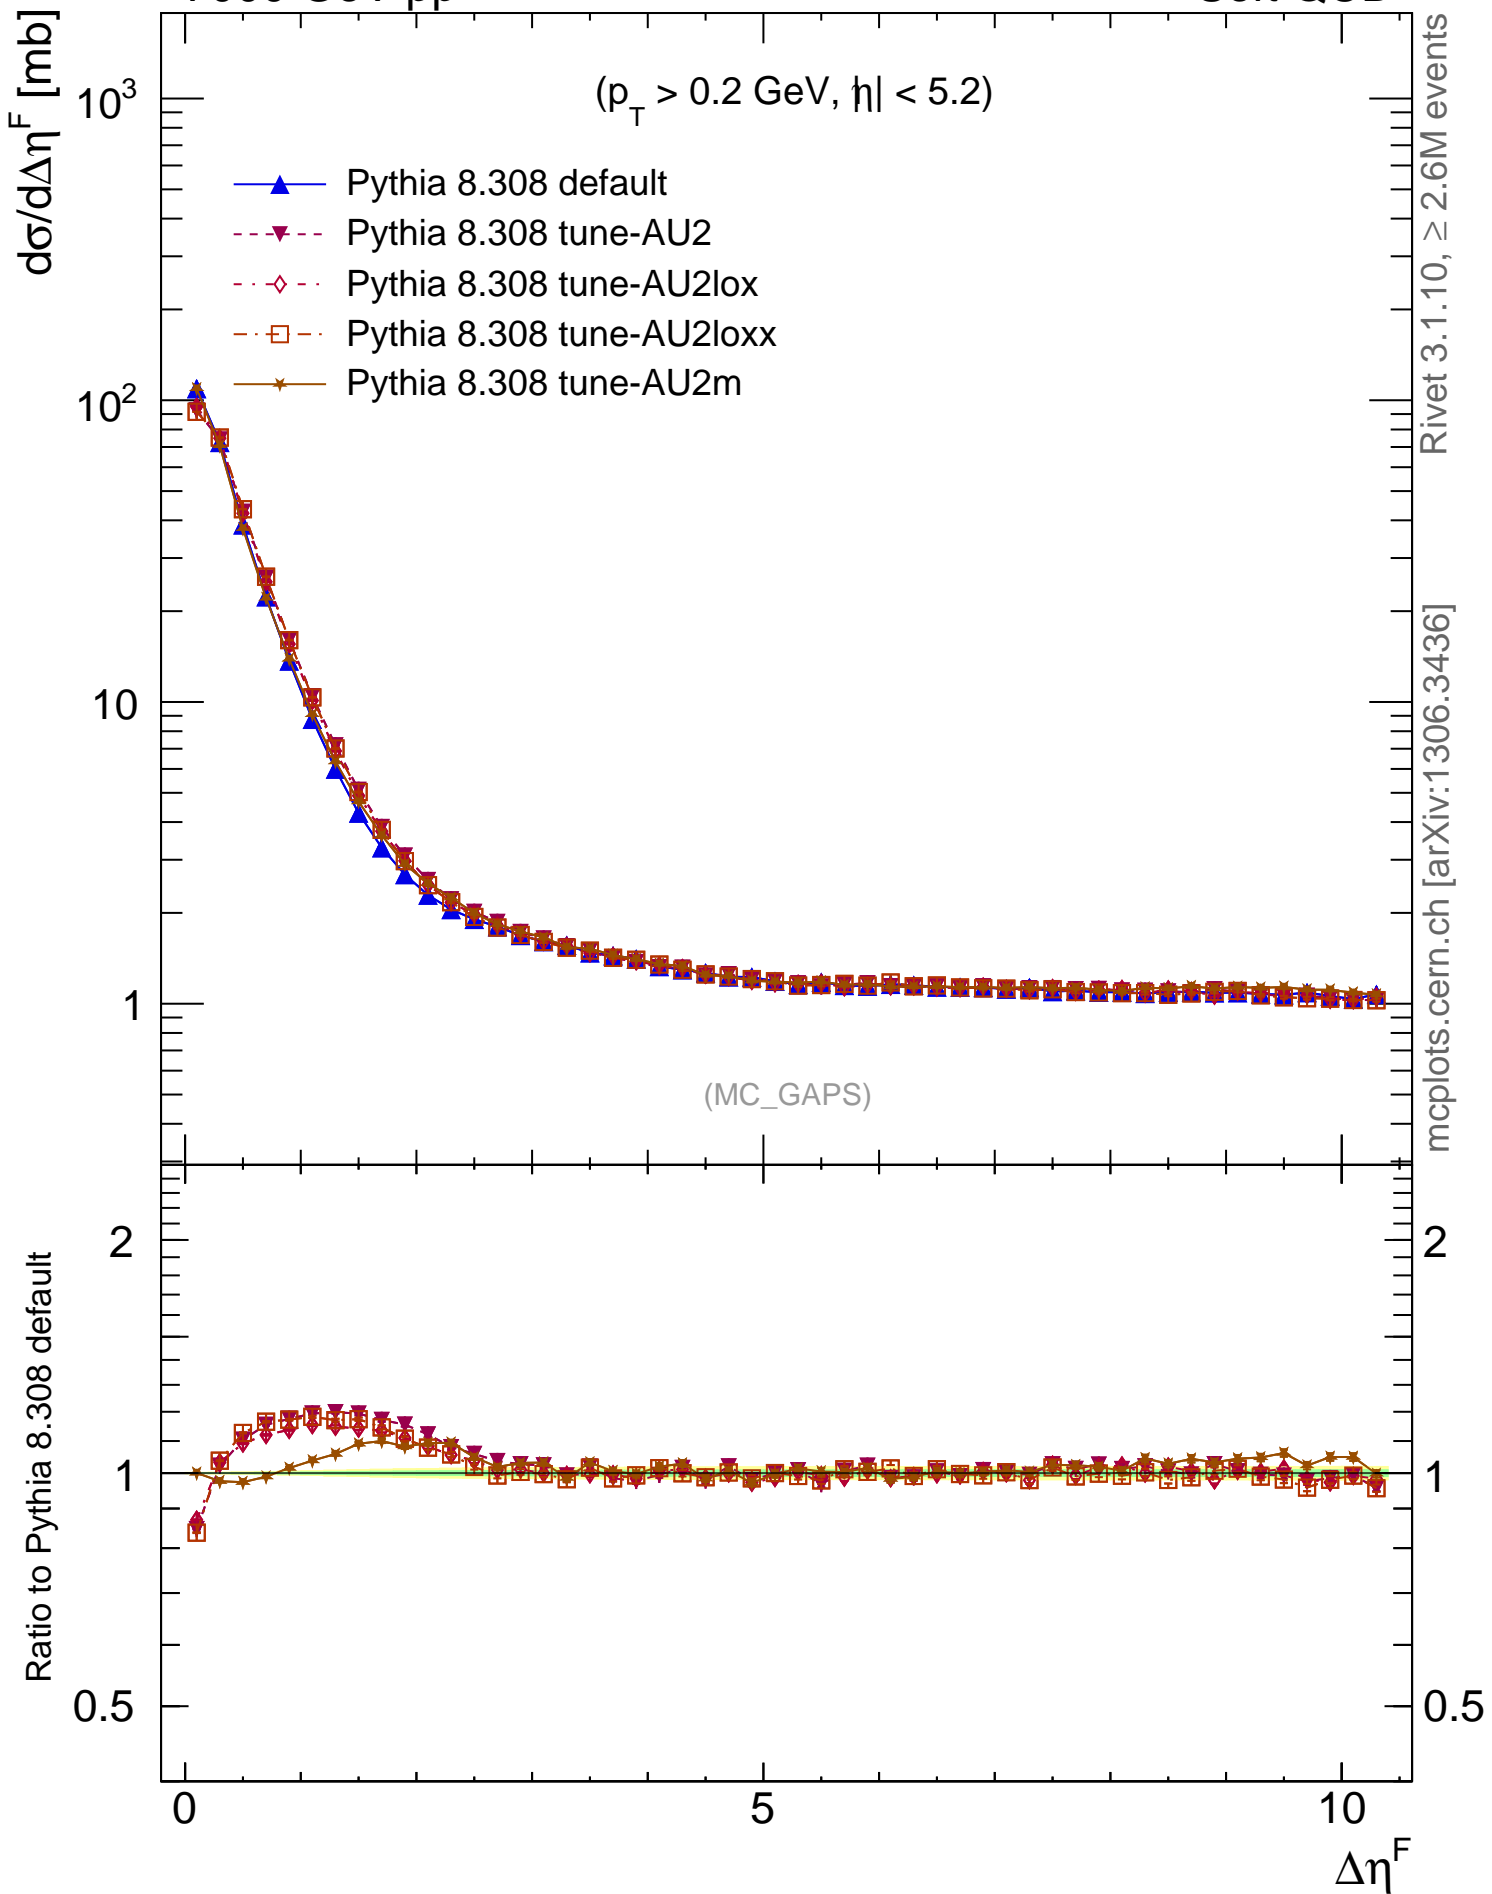 dσ/dΔη^F [mb]
(p_T > 0.2 GeV, |η| < 5.2)
Pythia 8.308 default
Pythia 8.308 tune-AU2
Pythia 8.308 tune-AU2lox
Pythia 8.308 tune-AU2loxx
Pythia 8.308 tune-AU2m
10^3
10^2
10
1
(MC_GAPS)
Rivet 3.1.10, ≥ 2.6M events
mcplots.cern.ch [arXiv:1306.3436]
Ratio to Pythia 8.308 default
2
1
0.5
2
1
0.5
0
5
10
Δη^F